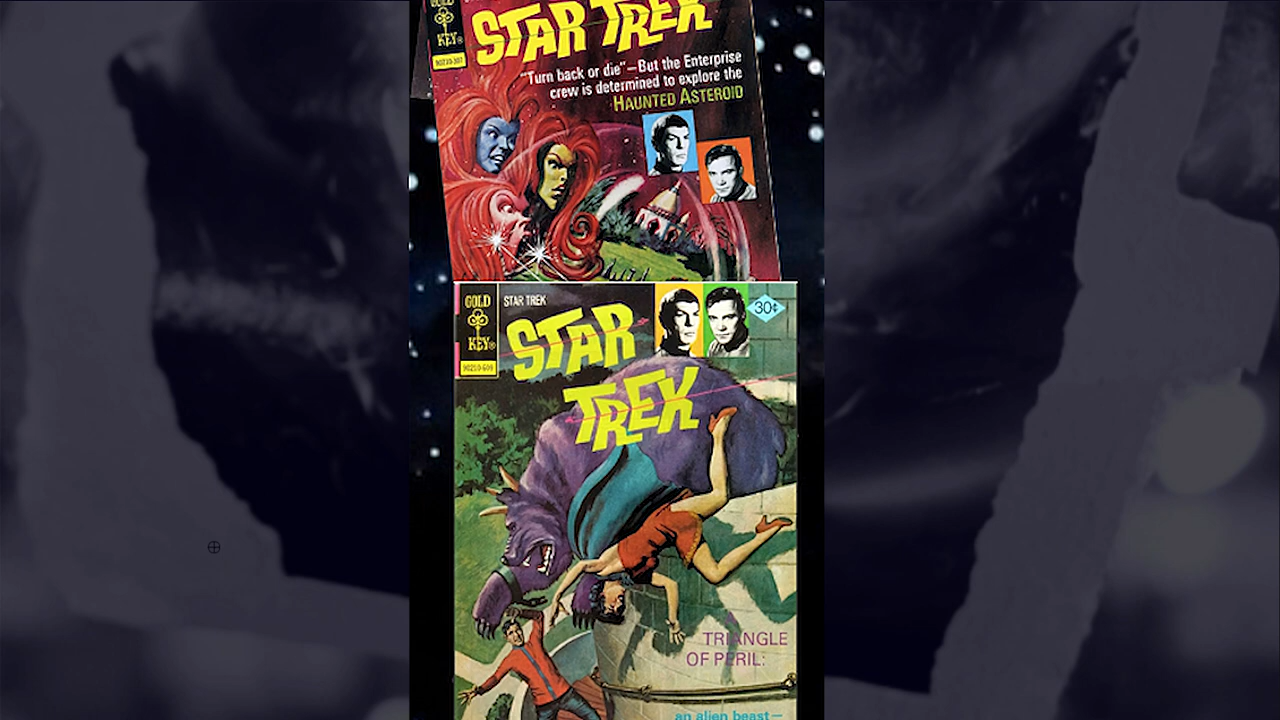 GOLD
KEY®
90210-307
STAR TREK
"Turn back or die"—But the Enterprise
crew is determined to explore the
HAUNTED ASTEROID
GOLD
KEY®
90210-609
STAR TREK
30¢
STAR
TREK
TRIANGLE
OF PERIL:
an alien beast—